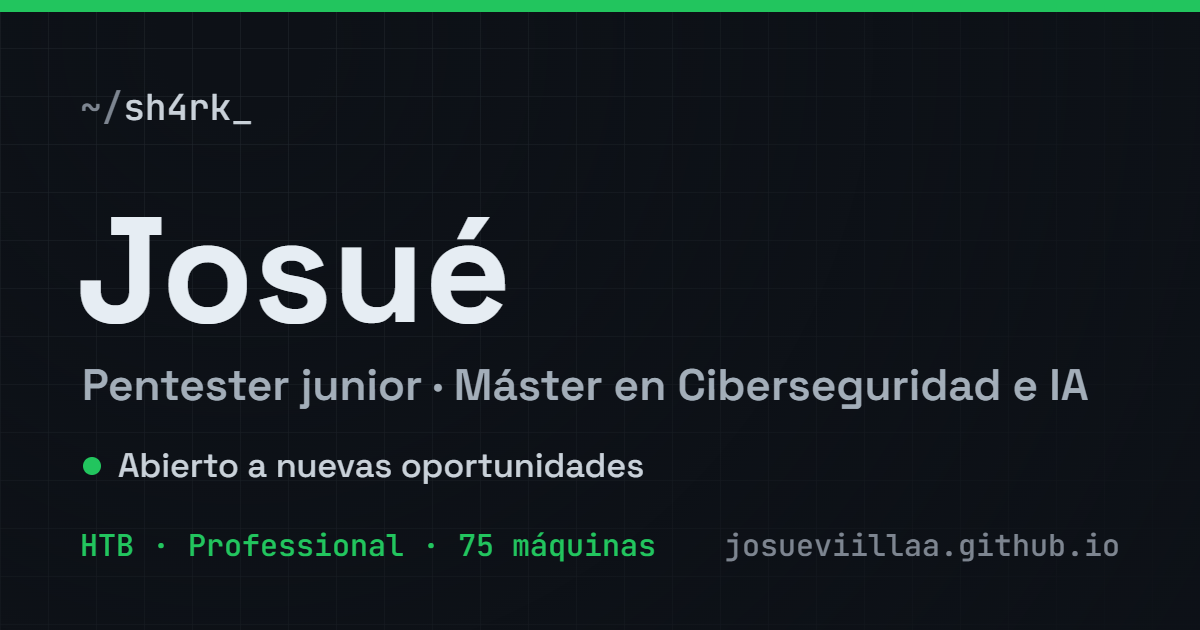 ~/sh4rk_
Josué
Pentester junior · Máster en Ciberseguridad e IA
Abierto a nuevas oportunidades
HTB · Professional · 75 máquinas
josueviillaa.github.io